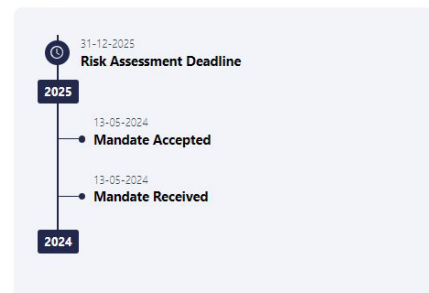 31-12-2025
Risk Assessment Deadline
2025
13-05-2024
Mandate Accepted
13-05-2024
Mandate Received
2024